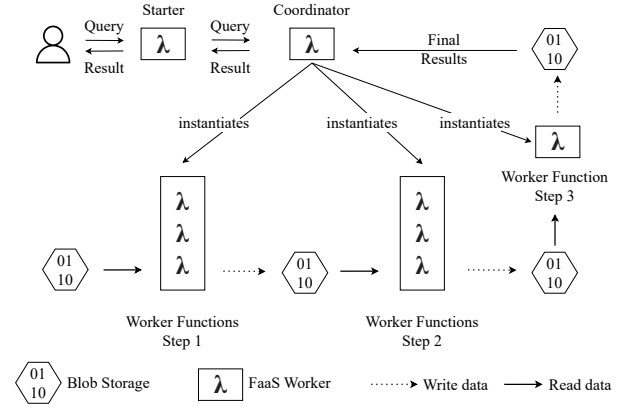 Starter
Coordinator
Query
Query
λ
λ
Result
Result
Final
Results
01
10
instantiates
instantiates
instantiates
λ
Worker Function
Step 3
λ
λ
λ
λ
λ
λ
01
10
01
10
01
10
Worker Functions
Step 1
Worker Functions
Step 2
01
10
Blob Storage
λ
FaaS Worker
Write data
Read data